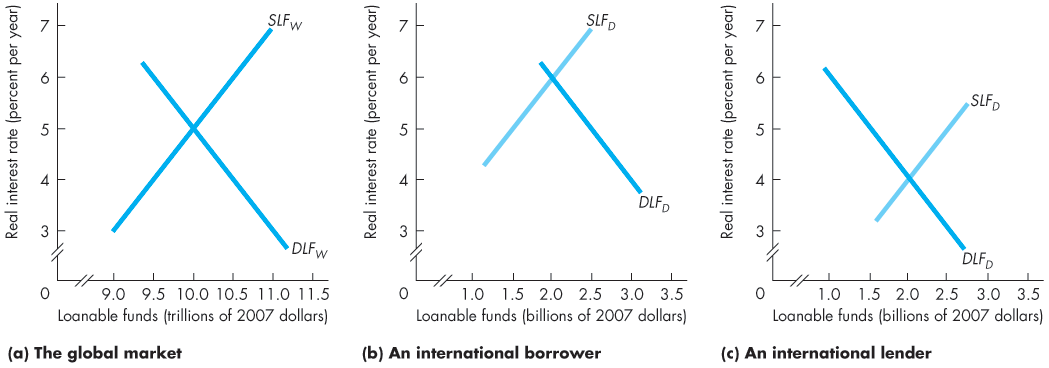 Real interest rate (percent per year)
7
6
5
4
3
0
SLF_W
DLF_W
9.0 9.5 10.0 10.5 11.0 11.5
Loanable funds (trillions of 2007 dollars)
(a) The global market
Real interest rate (percent per year)
7
6
5
4
3
0
SLF_D
DLF_D
1.0 1.5 2.0 2.5 3.0 3.5
Loanable funds (billions of 2007 dollars)
(b) An international borrower
Real interest rate (percent per year)
7
6
5
4
3
0
SLF_D
DLF_D
1.0 1.5 2.0 2.5 3.0 3.5
Loanable funds (billions of 2007 dollars)
(c) An international lender